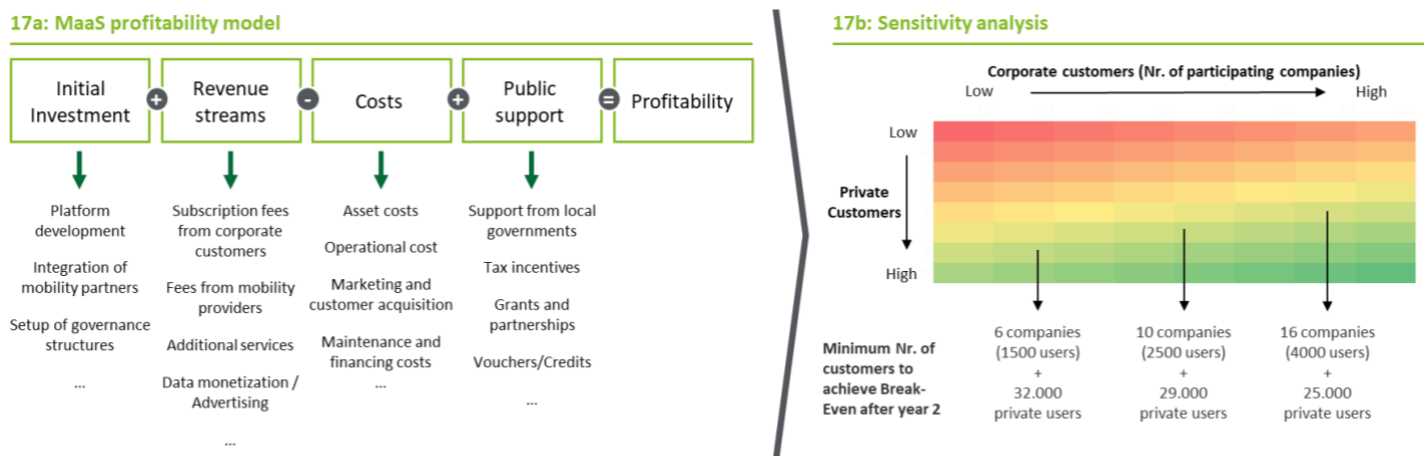 17a: MaaS profitability model
Initial
Investment
+
Revenue
streams
-
Costs
+
Public
support
=
Profitability
Platform
development
Integration of
mobility partners
Setup of governance
structures
...
Subscription fees
from corporate
customers
Fees from mobility
providers
Additional services
Data monetization /
Advertising
...
Asset costs
Operational cost
Marketing and
customer acquisition
Maintenance and
financing costs
...
Support from local
governments
Tax incentives
Grants and
partnerships
Vouchers/Credits
...
17b: Sensitivity analysis
Corporate customers (Nr. of participating companies)
Low
High
Low
Private
Customers
High
Minimum Nr. of
customers to
achieve Break-
Even after year 2
6 companies
(1500 users)
+
32.000
private users
10 companies
(2500 users)
+
29.000
private users
16 companies
(4000 users)
+
25.000
private users